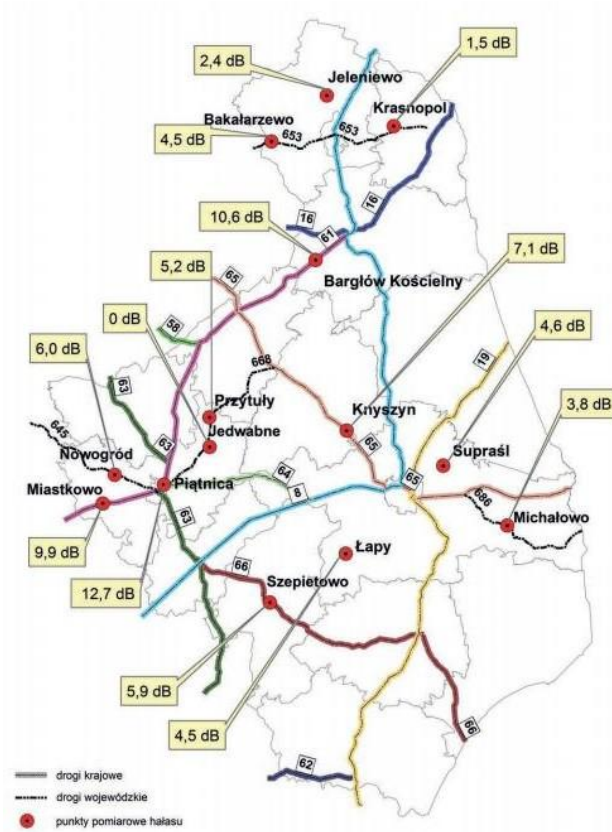 1,5 dB
2,4 dB
Jeleniewo
Krasnopol
Bakałarzewo
653
653
4,5 dB
16
16
10,6 dB
61
7,1 dB
5,2 dB
65
Bargłów Kościelny
0 dB
58
4,6 dB
6,0 dB
19
668
63
3,8 dB
Przytuły
Knyszyn
645
63
Jedwabne
65
Supraśl
Nowogród
64
65
Piątnica
8
686
Miastkowo
63
Michałowo
9,9 dB
Łapy
66
12,7 dB
Szepietowo
5,9 dB
4,5 dB
66
62
drogi krajowe
drogi wojewódzkie
punkty pomiarowe hałasu